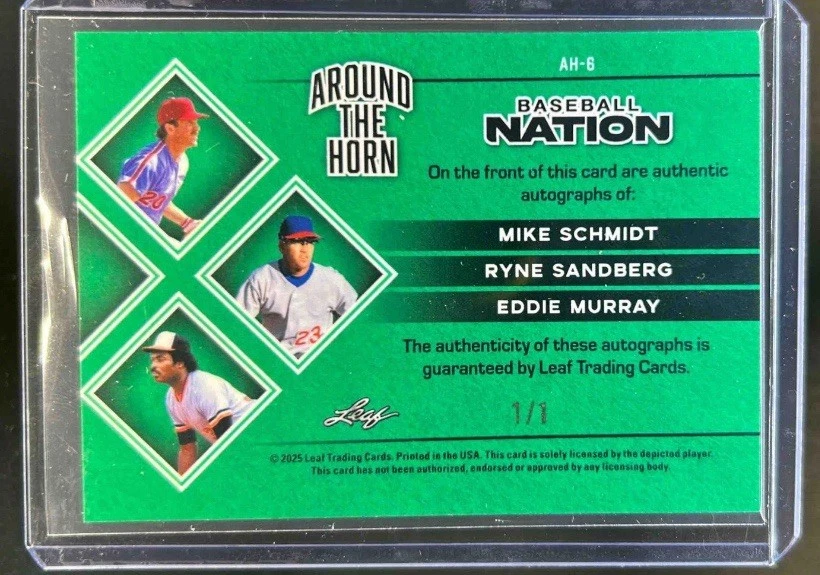 AH-6
AROUND
THE
HORN
BASEBALL
NATION
On the front of this card are authentic
autographs of:
MIKE SCHMIDT
RYNE SANDBERG
EDDIE MURRAY
20
23
The authenticity of these autographs is
guaranteed by Leaf Trading Cards.
Leaf
1/1
© 2025 Leaf Trading Cards. Printed in the USA. This card is solely licensed by the depicted player.
This card has not been authorized, endorsed or approved by any licensing body.